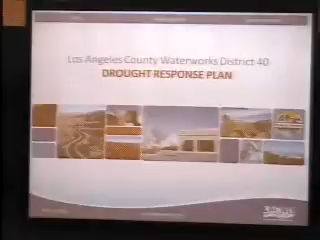 Los Angeles County Waterworks District 40
DROUGHT RESPONSE PLAN